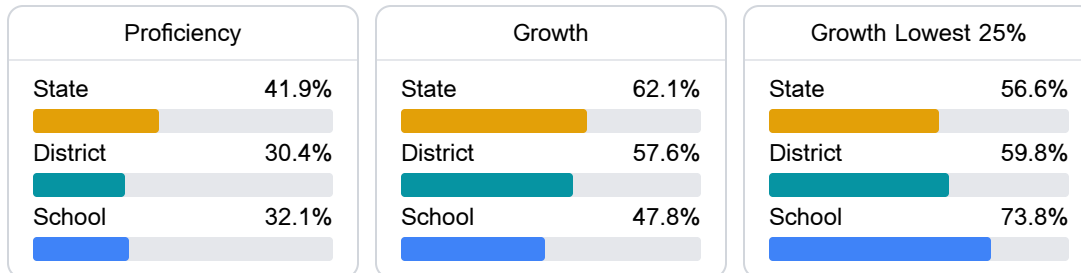 Proficiency
State 41.9%
District 30.4%
School 32.1%
Growth
State 62.1%
District 57.6%
School 47.8%
Growth Lowest 25%
State 56.6%
District 59.8%
School 73.8%